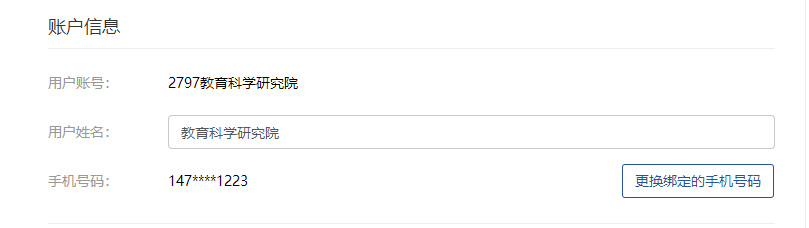 账户信息
用户账号： 2797教育科学研究院
用户姓名： 教育科学研究院
手机号码： 147****1223 更换绑定的手机号码